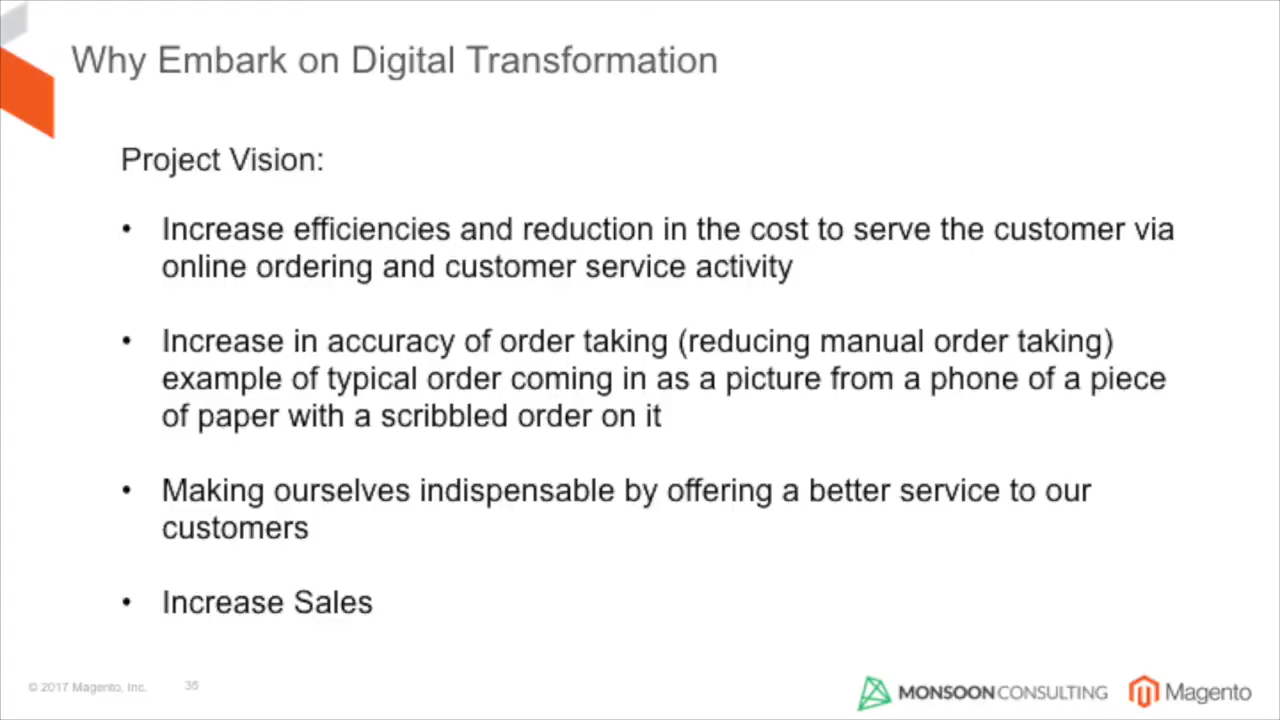 Why Embark on Digital Transformation
Project Vision:
• Increase efficiencies and reduction in the cost to serve the customer via
online ordering and customer service activity
• Increase in accuracy of order taking (reducing manual order taking)
example of typical order coming in as a picture from a phone of a piece
of paper with a scribbled order on it
• Making ourselves indispensable by offering a better service to our
customers
• Increase Sales
© 2017 Magento, Inc. 35
MONSOONCONSULTING Magento